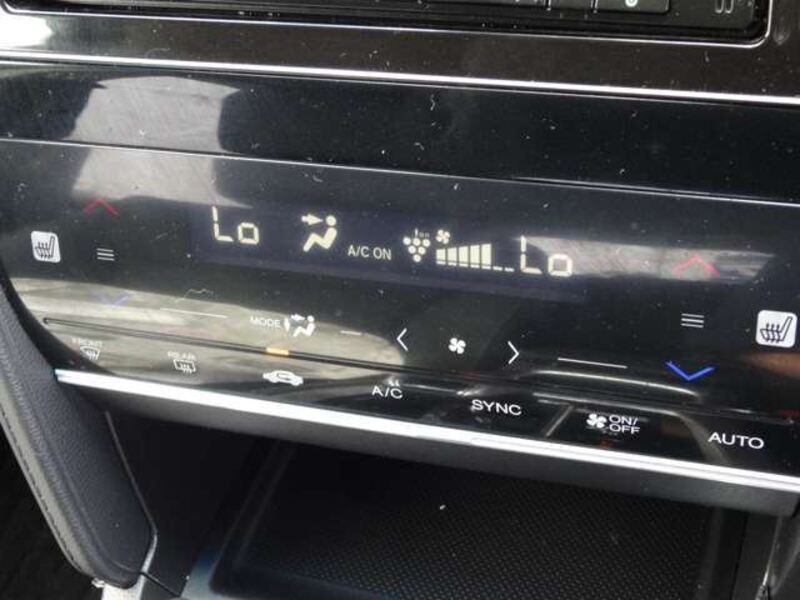 Lo A/C ON Lo
MODE
FRONT
REAR
A/C
SYNC
ON/
OFF
AUTO